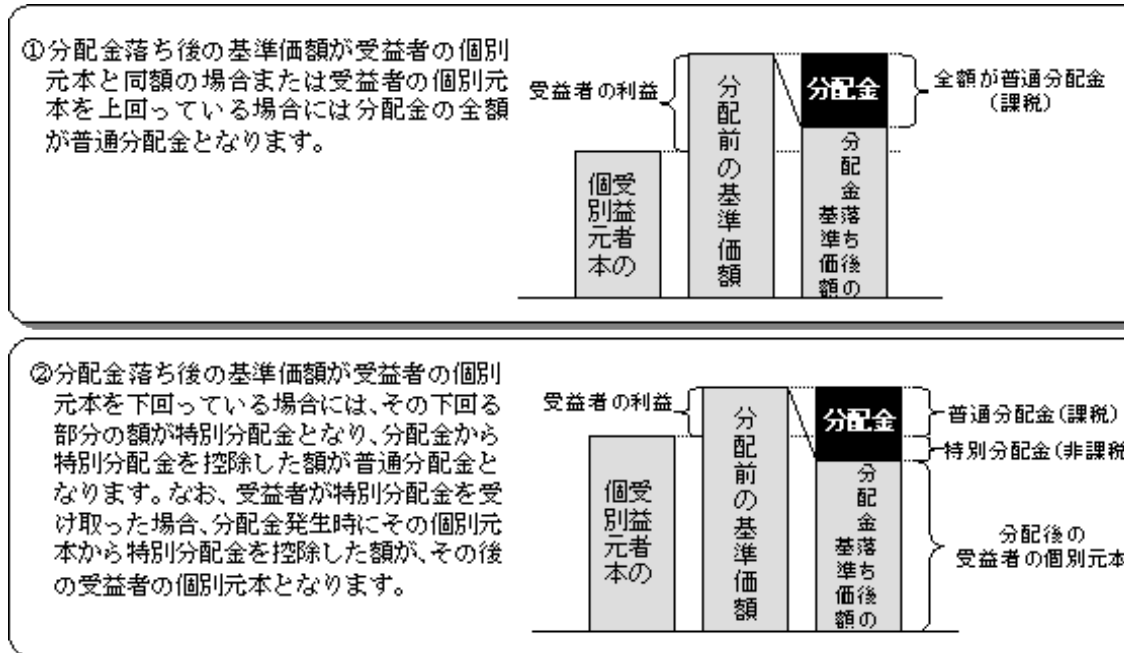 ①分配金落ち後の基準価額が受益者の個別
元本と同額の場合または受益者の個別元
本を上回っている場合には分配金の全額
が普通分配金となります。
受益者の利益
受益者の
個別元本
分配前の基準価額
分配金
分配金落ち後の
基準価額
全額が普通分配金
(課税)
②分配金落ち後の基準価額が受益者の個別
元本を下回っている場合には、その下回る
部分の額が特別分配金となり、分配金から
特別分配金を控除した額が普通分配金と
なります。なお、受益者が特別分配金を受
け取った場合、分配金発生時にその個別元
本から特別分配金を控除した額が、その後
の受益者の個別元本となります。
受益者の利益
受益者の
個別元本
分配前の基準価額
分配金
分配金落ち後の
基準価額
普通分配金(課税)
特別分配金(非課税
分配後の
受益者の個別元本